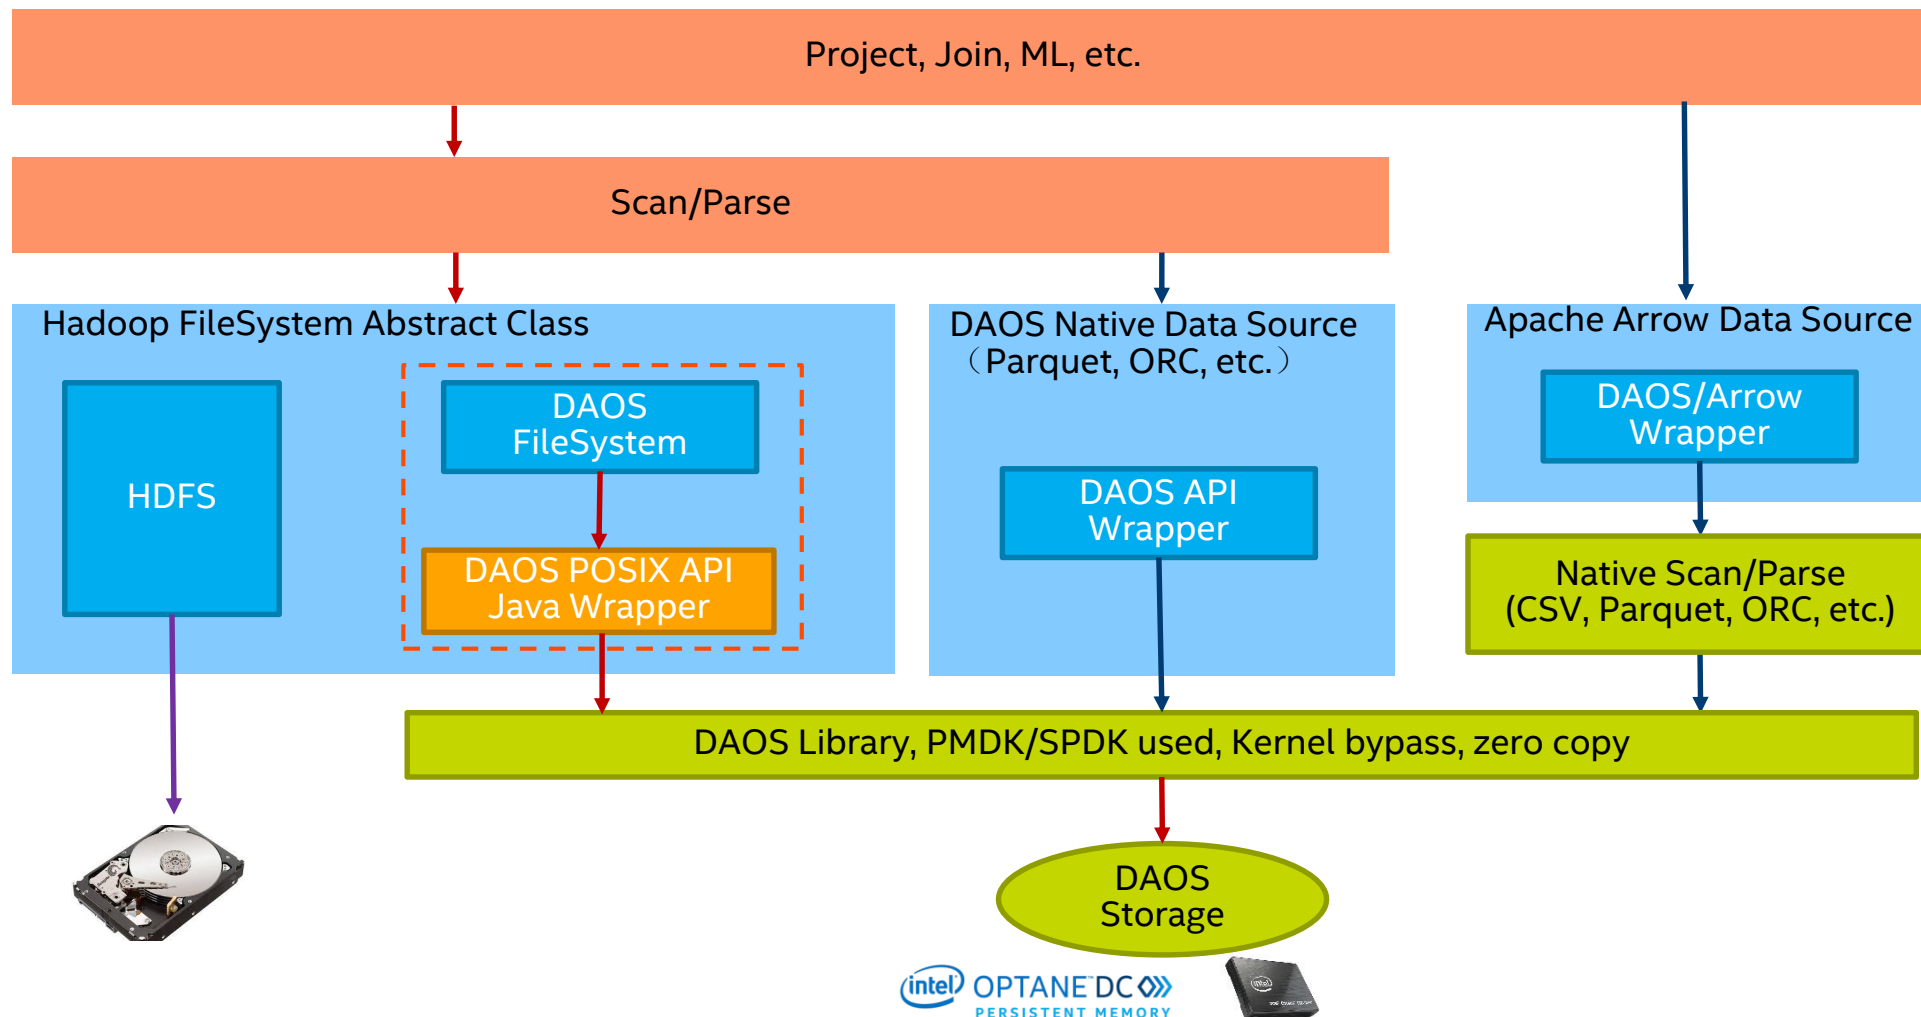 Project, Join, ML, etc.
Scan/Parse
Hadoop FileSystem Abstract Class
HDFS
DAOS
FileSystem
DAOS POSIX API
Java Wrapper
DAOS Native Data Source
（Parquet, ORC, etc.）
DAOS API
Wrapper
Apache Arrow Data Source
DAOS/Arrow
Wrapper
Native Scan/Parse
(CSV, Parquet, ORC, etc.)
DAOS Library, PMDK/SPDK used, Kernel bypass, zero copy
DAOS
Storage
intel OPTANE™ DC
PERSISTENT MEMORY
intel